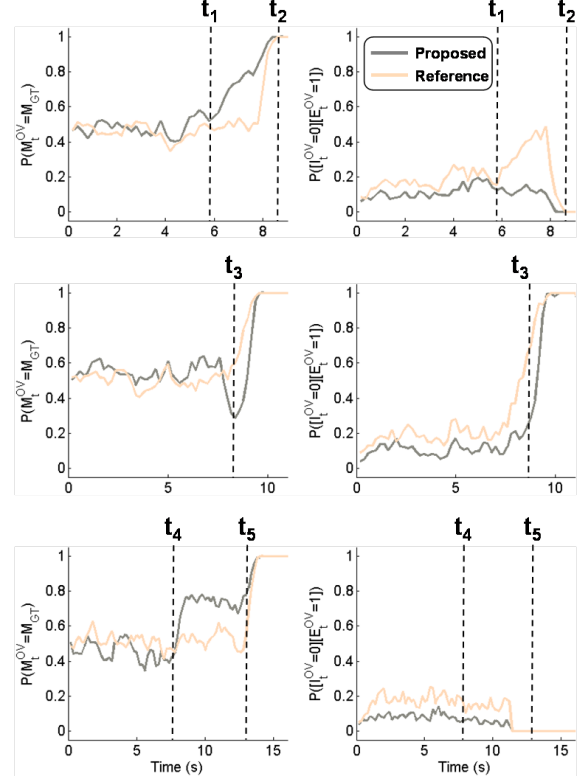 t1 t2 t1 t2
P(M_t^OV=M_GT)
1
0.8
0.6
0.4
0.2
0
0 2 4 6 8
P([I_t^OV=0][E_t^OV=1])
1
0.8
0.6
0.4
0.2
0
0 2 4 6 8
Proposed
Reference
t3 t3
P(M_t^OV=M_GT)
1
0.8
0.6
0.4
0.2
0
0 5 10
P([I_t^OV=0][E_t^OV=1])
1
0.8
0.6
0.4
0.2
0
0 5 10
t4 t5 t4 t5
P(M_t^OV=M_GT)
1
0.8
0.6
0.4
0.2
0
0 5 10 15
Time (s)
P([I_t^OV=0][E_t^OV=1])
1
0.8
0.6
0.4
0.2
0
0 5 10 15
Time (s)